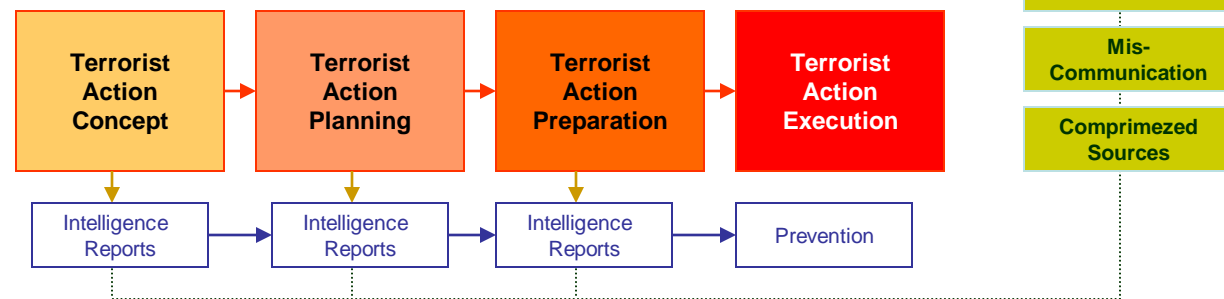 Terrorist
Action
Concept
Terrorist
Action
Planning
Terrorist
Action
Preparation
Terrorist
Action
Execution
Mis-
Communication
Comprimezed
Sources
Intelligence
Reports
Intelligence
Reports
Intelligence
Reports
Prevention